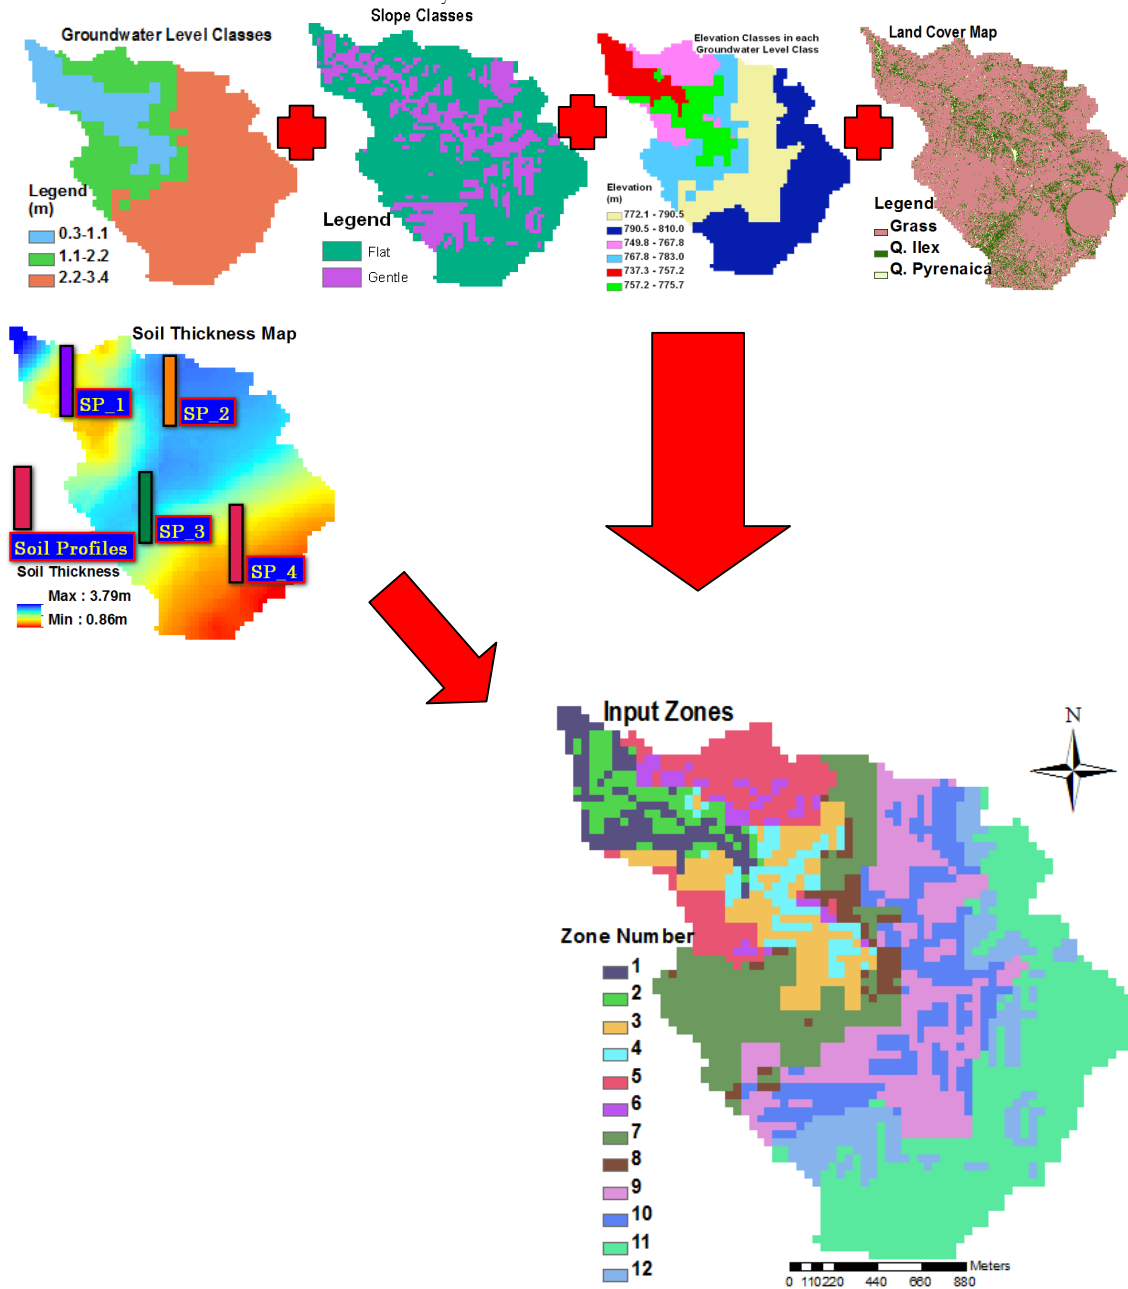 Groundwater Level Classes
Legend
(m)
0.3-1.1
1.1-2.2
2.2-3.4
Slope Classes
Legend
Flat
Gentle
Elevation Classes in each
Groundwater Level Class
Elevation
(m)
772.1 - 790.5
790.5 - 810.0
749.8 - 767.8
767.8 - 783.0
737.3 - 757.2
757.2 - 775.7
Land Cover Map
Legend
Grass
Q. Ilex
Q. Pyrenaica
Soil Thickness Map
SP_1
SP_2
SP_3
SP_4
Soil Profiles
Soil Thickness
Max : 3.79m
Min : 0.86m
Input Zones
N
Zone Number
1
2
3
4
5
6
7
8
9
10
11
12
Meters
0 110 220 440 660 880